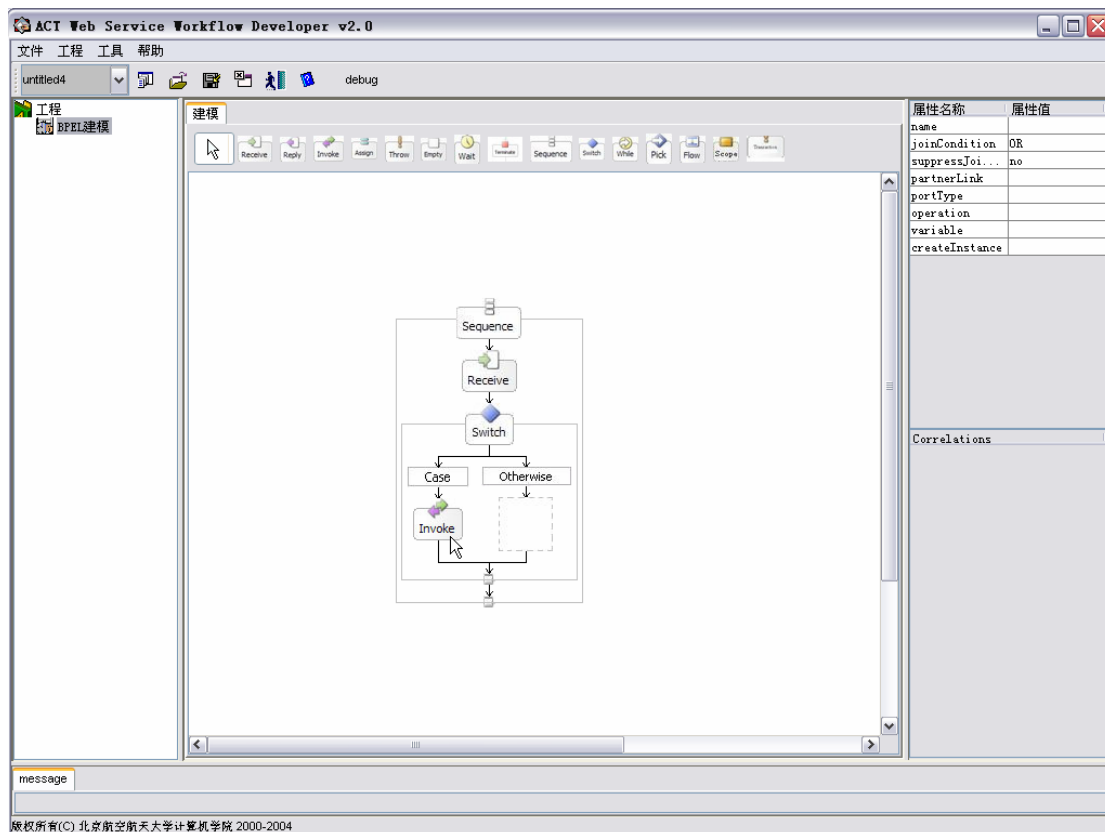 ACT Web Service Workflow Developer v2.0
文件 工程 工具 帮助
untitled4 debug
工程
BPEL建模
建模
Receive Reply Invoke Assign Throw Empty Wait Terminate Sequence Switch While Pick Flow Scope
属性名称 属性值
name
joinCondition OR
suppressJoi... no
partnerLink
portType
operation
variable
createInstance
Correlations
Sequence
Receive
Switch
Case Otherwise
Invoke
message
版权所有(C) 北京航空航天大学计算机学院 2000-2004